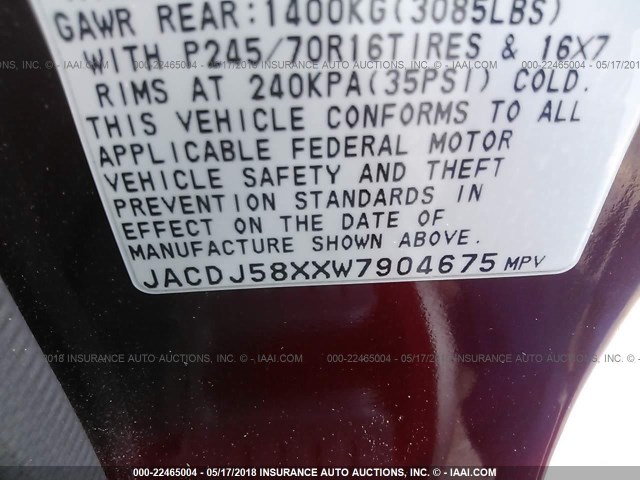 GAWR REAR:1400KG(3085LBS)
WITH P245/70R16TIRES & 16X7
RIMS AT 240KPA(35PSI) COLD.
THIS VEHICLE CONFORMS TO ALL
APPLICABLE FEDERAL MOTOR
VEHICLE SAFETY AND THEFT
PREVENTION STANDARDS IN
EFFECT ON THE DATE OF
MANUFACTURE SHOWN ABOVE.
JACDJ58XXW7904675 MPV
000-22465004 - 05/17/2018 INSURANCE AUTO AUCTIONS, INC. © - IAAI.COM